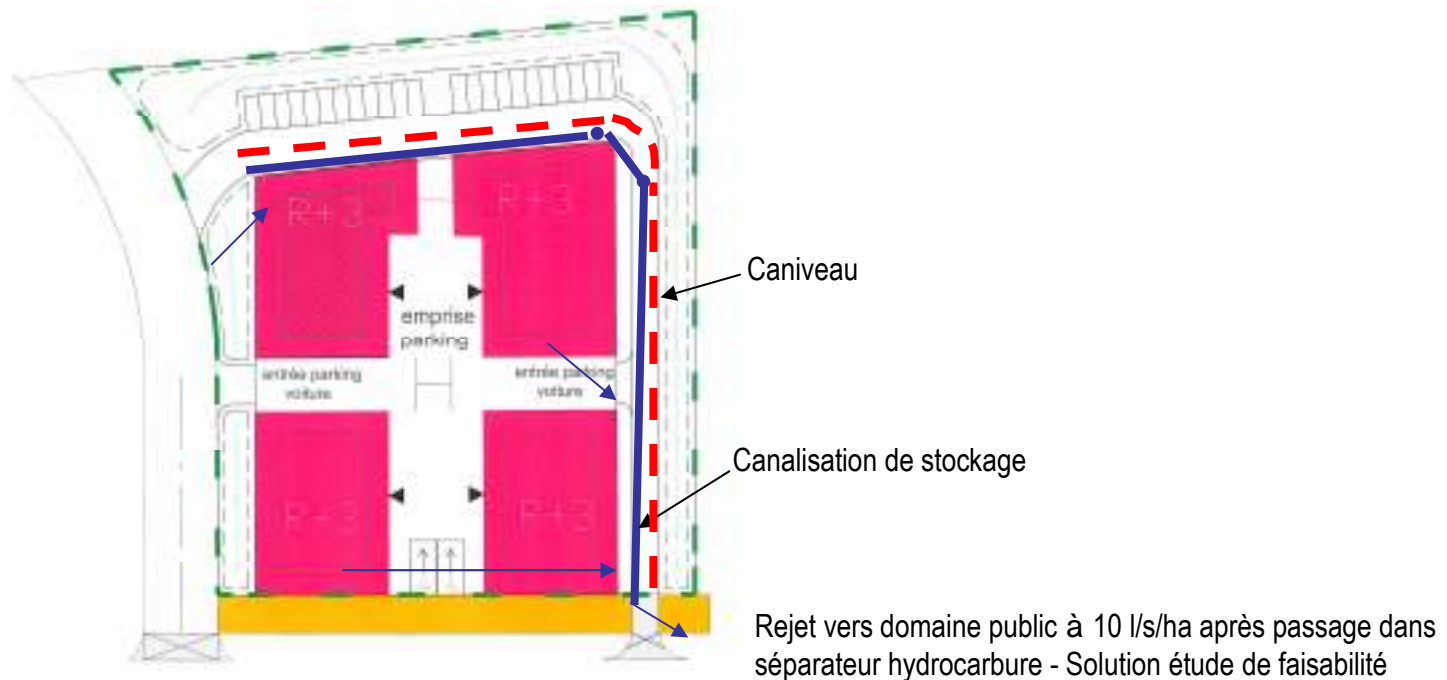 R+3
R+3
Caniveau
emprise
parking
entrée parking
voiture
entrée parking
voiture
Canalisation de stockage
R+3
R+3
Rejet vers domaine public à 10 l/s/ha après passage dans
séparateur hydrocarbure - Solution étude de faisabilité